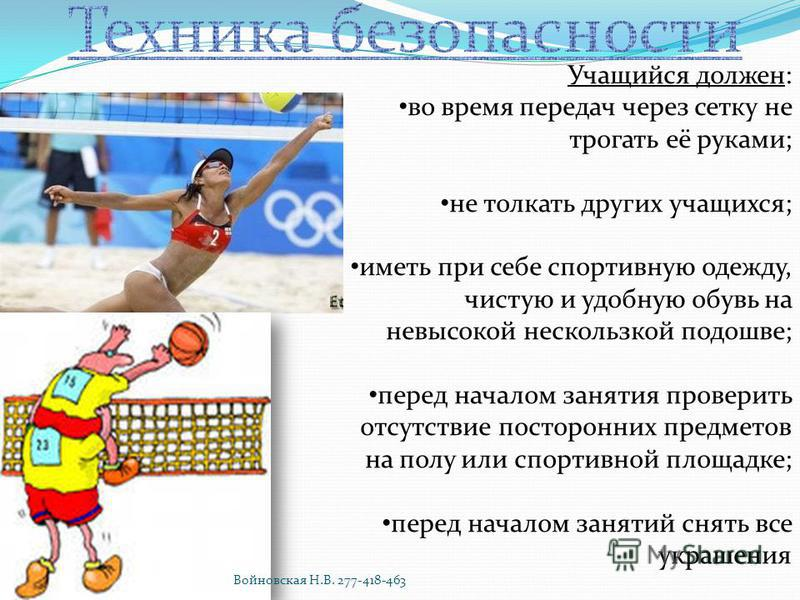 Техника безопасности
Учащийся должен:
•во время передач через сетку не
трогать её руками;
•не толкать других учащихся;
•иметь при себе спортивную одежду,
чистую и удобную обувь на
невысокой нескользкой подошве;
•перед началом занятия проверить
отсутствие посторонних предметов
на полу или спортивной площадке;
•перед началом занятий снять все
украшения
MyShared
Войновская Н.В. 277-418-463
2
15
23